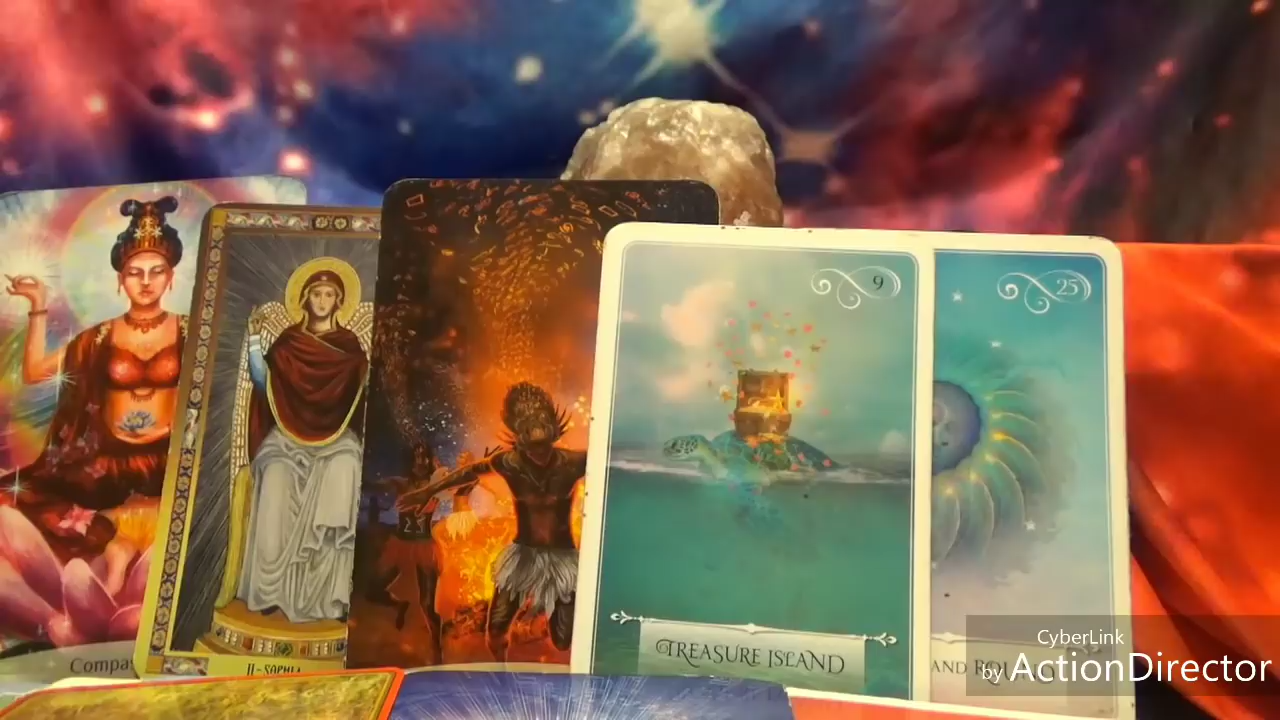 9
25
Compas
II-SOPHIA
TREASURE ISLAND
AND RO
CyberLink
by ActionDirector